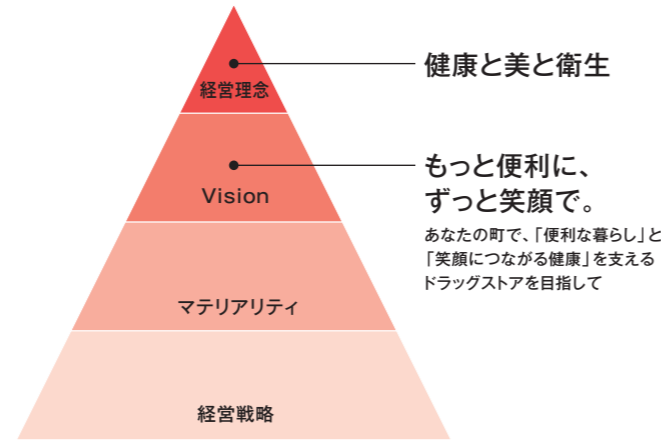 健康と美と衛生
経営理念
もっと便利に、
ずっと笑顔で。
Vision
あなたの町で、「便利な暮らし」と
「笑顔につながる健康」を支える
ドラッグストアを目指して
マテリアリティ
経営戦略